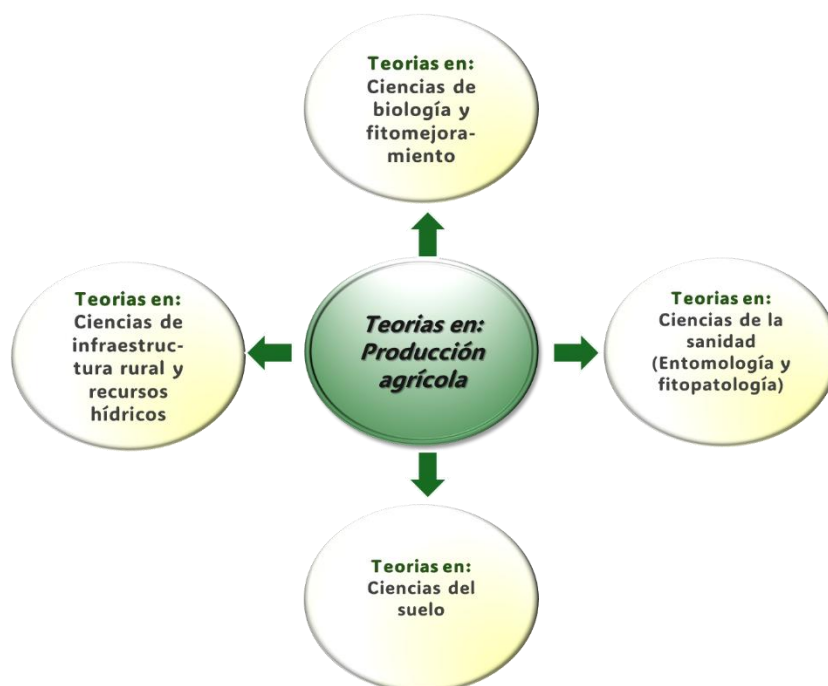 Teorias en:
Ciencias de
biología y
fitomejora-
miento
Teorias en:
Ciencias de
infraestruc-
tura rural y
recursos
hídricos
Teorias en:
Producción
agrícola
Teorias en:
Ciencias de la
sanidad
(Entomología y
fitopatología)
Teorias en:
Ciencias del
suelo